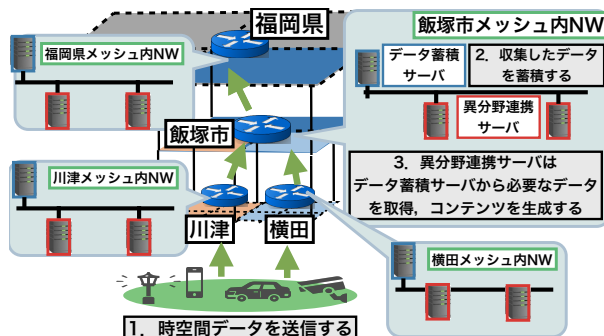 福岡県
福岡県メッシュ内NW
飯塚市メッシュ内NW
データ蓄積
サーバ
2．収集したデータ
を蓄積する
異分野連携
サーバ
飯塚市
3．異分野連携サーバは
データ蓄積サーバから必要なデータ
を取得，コンテンツを生成する
川津メッシュ内NW
川津
横田
横田メッシュ内NW
1．時空間データを送信する